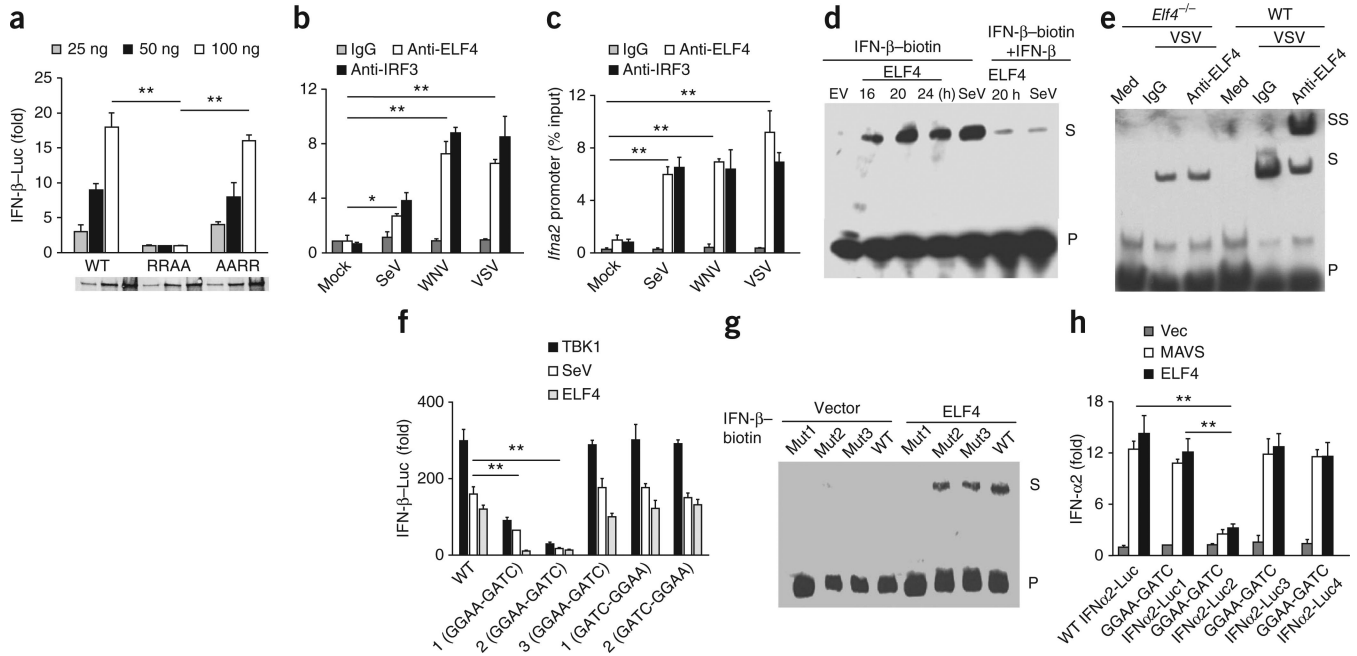 a
25 ng 50 ng 100 ng
IFN-β–Luc (fold)
25
20
15
10
5
0
** **
WT RRAA AARR
b
IgG Anti-ELF4
Anti-IRF3
12
8
4
0
**
**
*
Mock SeV WNV VSV
c
IgG Anti-ELF4
Anti-IRF3
Ifna2 promoter (% input)
12
8
4
0
**
**
**
Mock SeV WNV VSV
d
IFN-β–biotin
IFN-β–biotin
+IFN-β
ELF4
ELF4
EV 16 20 24 (h) SeV 20 h SeV
S
P
e
Elf4–/– WT
VSV VSV
Med IgG Anti-ELF4 Med IgG Anti-ELF4
SS
S
P
f
TBK1
SeV
ELF4
IFN-β–Luc (fold)
400
200
0
**
**
WT
1 (GGAA-GATC)
2 (GGAA-GATC)
3 (GGAA-GATC)
1 (GATC-GGAA)
2 (GATC-GGAA)
g
IFN-β–
biotin
Vector ELF4
Mut1 Mut2 Mut3 WT Mut1 Mut2 Mut3 WT
S
P
h
Vec
MAVS
ELF4
IFN-α2 (fold)
18
12
6
0
**
**
WT IFNα2-Luc
GGAA-GATC
IFNα2-Luc1
GGAA-GATC
IFNα2-Luc2
GGAA-GATC
IFNα2-Luc3
GGAA-GATC
IFNα2-Luc4